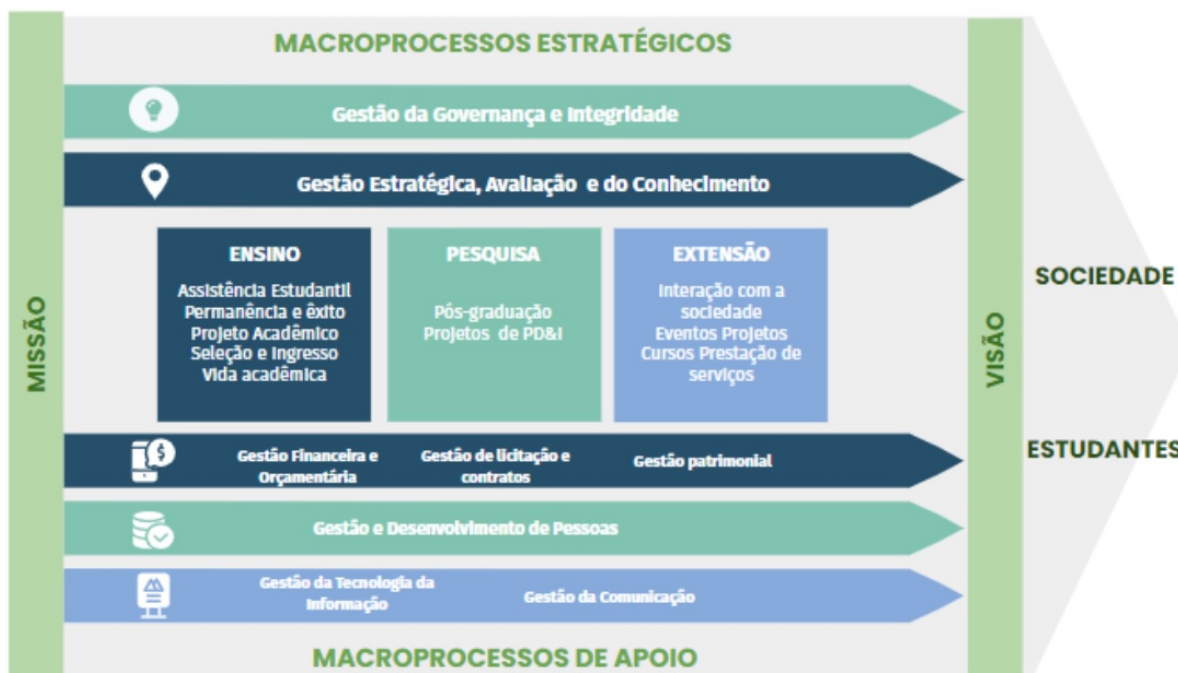 MACROPROCESSOS ESTRATÉGICOS
Gestão da Governança e Integridade
Gestão Estratégica, Avaliação e do Conhecimento
MISSÃO
ENSINO
Assistência Estudantil
Permanência e êxito
Projeto Acadêmico
Seleção e Ingresso
Vida acadêmica
PESQUISA
Pós-graduação
Projetos de PD&I
EXTENSÃO
Interação com a
sociedade
Eventos Projetos
Cursos Prestação de
serviços
VISÃO
SOCIEDADE
ESTUDANTES
Gestão Financeira e
Orçamentária
Gestão de licitação e
contratos
Gestão patrimonial
Gestão e Desenvolvimento de Pessoas
Gestão da Tecnologia da
Informação
Gestão da Comunicação
MACROPROCESSOS DE APOIO